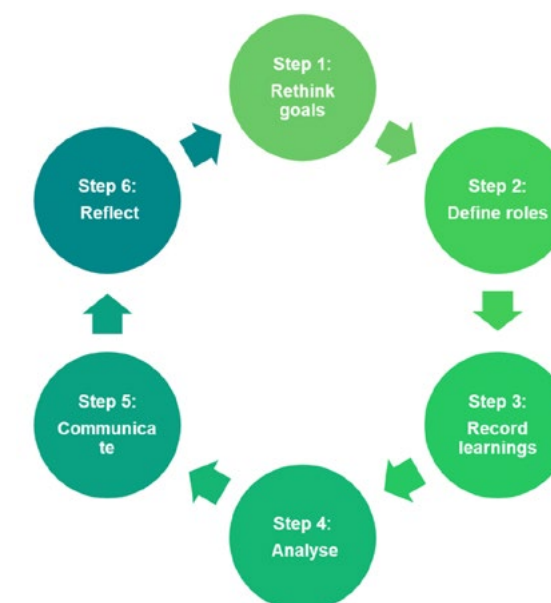 Step 1:
Rethink
goals
Step 2:
Define roles
Step 3:
Record
learnings
Step 4:
Analyse
Step 5:
Communica
te
Step 6:
Reflect